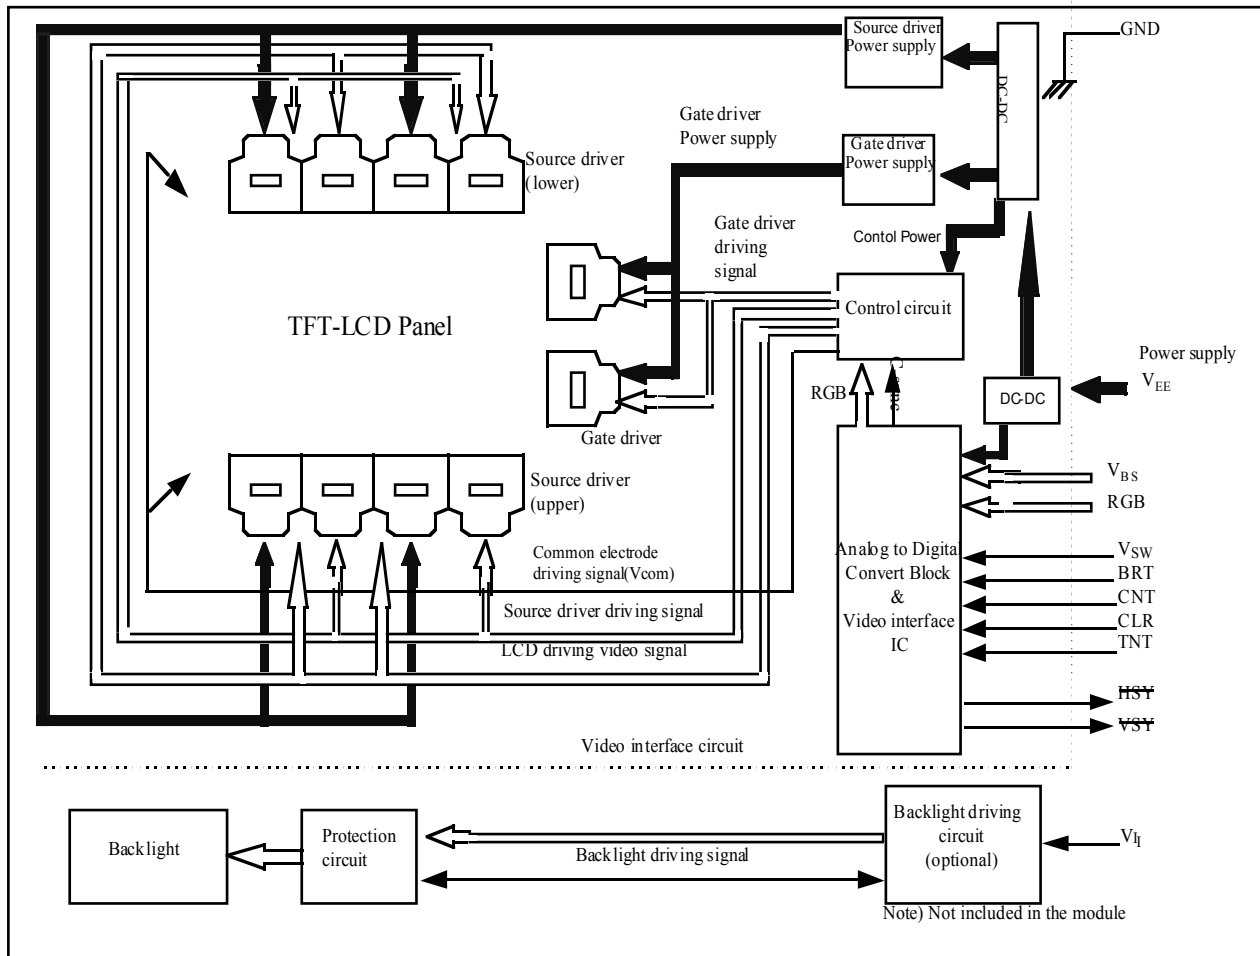 Source driver
Power supply
GND
DC-DC
Gate driver
Power supply
Gate driver
Power supply
Source driver
(lower)
Gate driver
driving
signal
Contol Power
Control circuit
TFT-LCD Panel
Power supply
VEE
DC-DC
RGB
Gate driver
Source driver
(upper)
VBS
RGB
Common electrode
driving signal(Vcom)
Source driver driving signal
LCD driving video signal
Analog to Digital
Convert Block
&
Video interface
IC
VSW
BRT
CNT
CLR
TNT
HSY
VSY
Video interface circuit
Backlight
Protection
circuit
Backlight driving signal
Backlight driving
circuit
(optional)
Note) Not included in the module